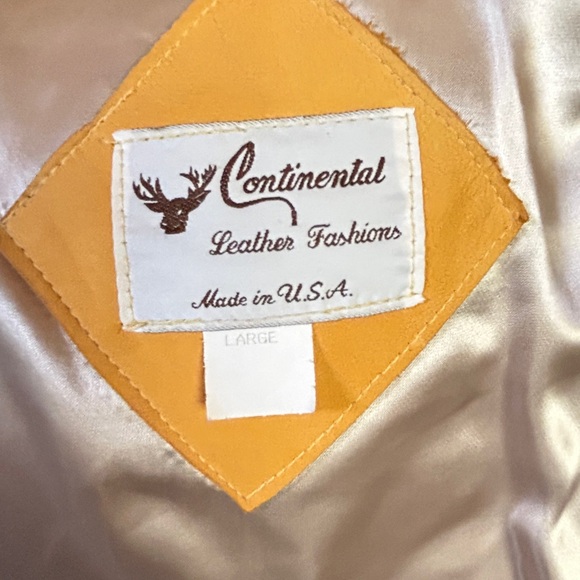 Continental
Leather Fashions
Made in U.S.A.
LARGE